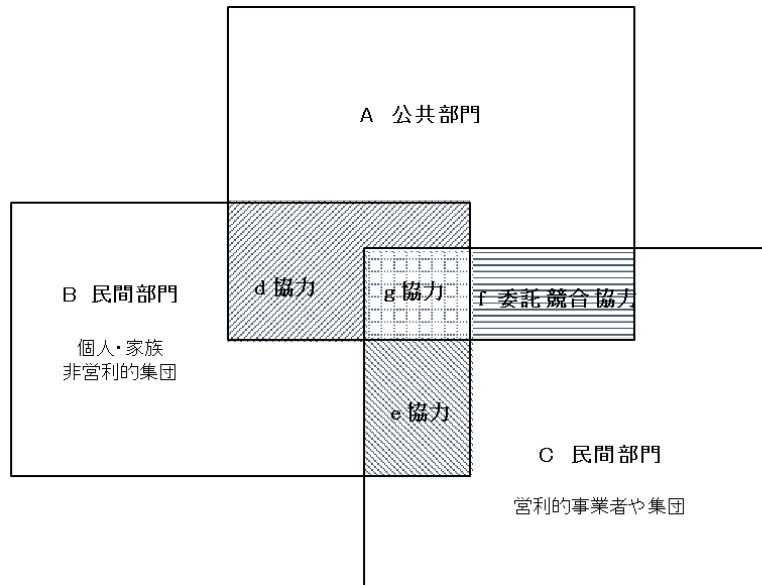 A 公共部門
B 民間部門
個人・家族
非営利的集団
d 協力
g 協力
f 委託競合協力
e 協力
C 民間部門
営利的事業者や集団